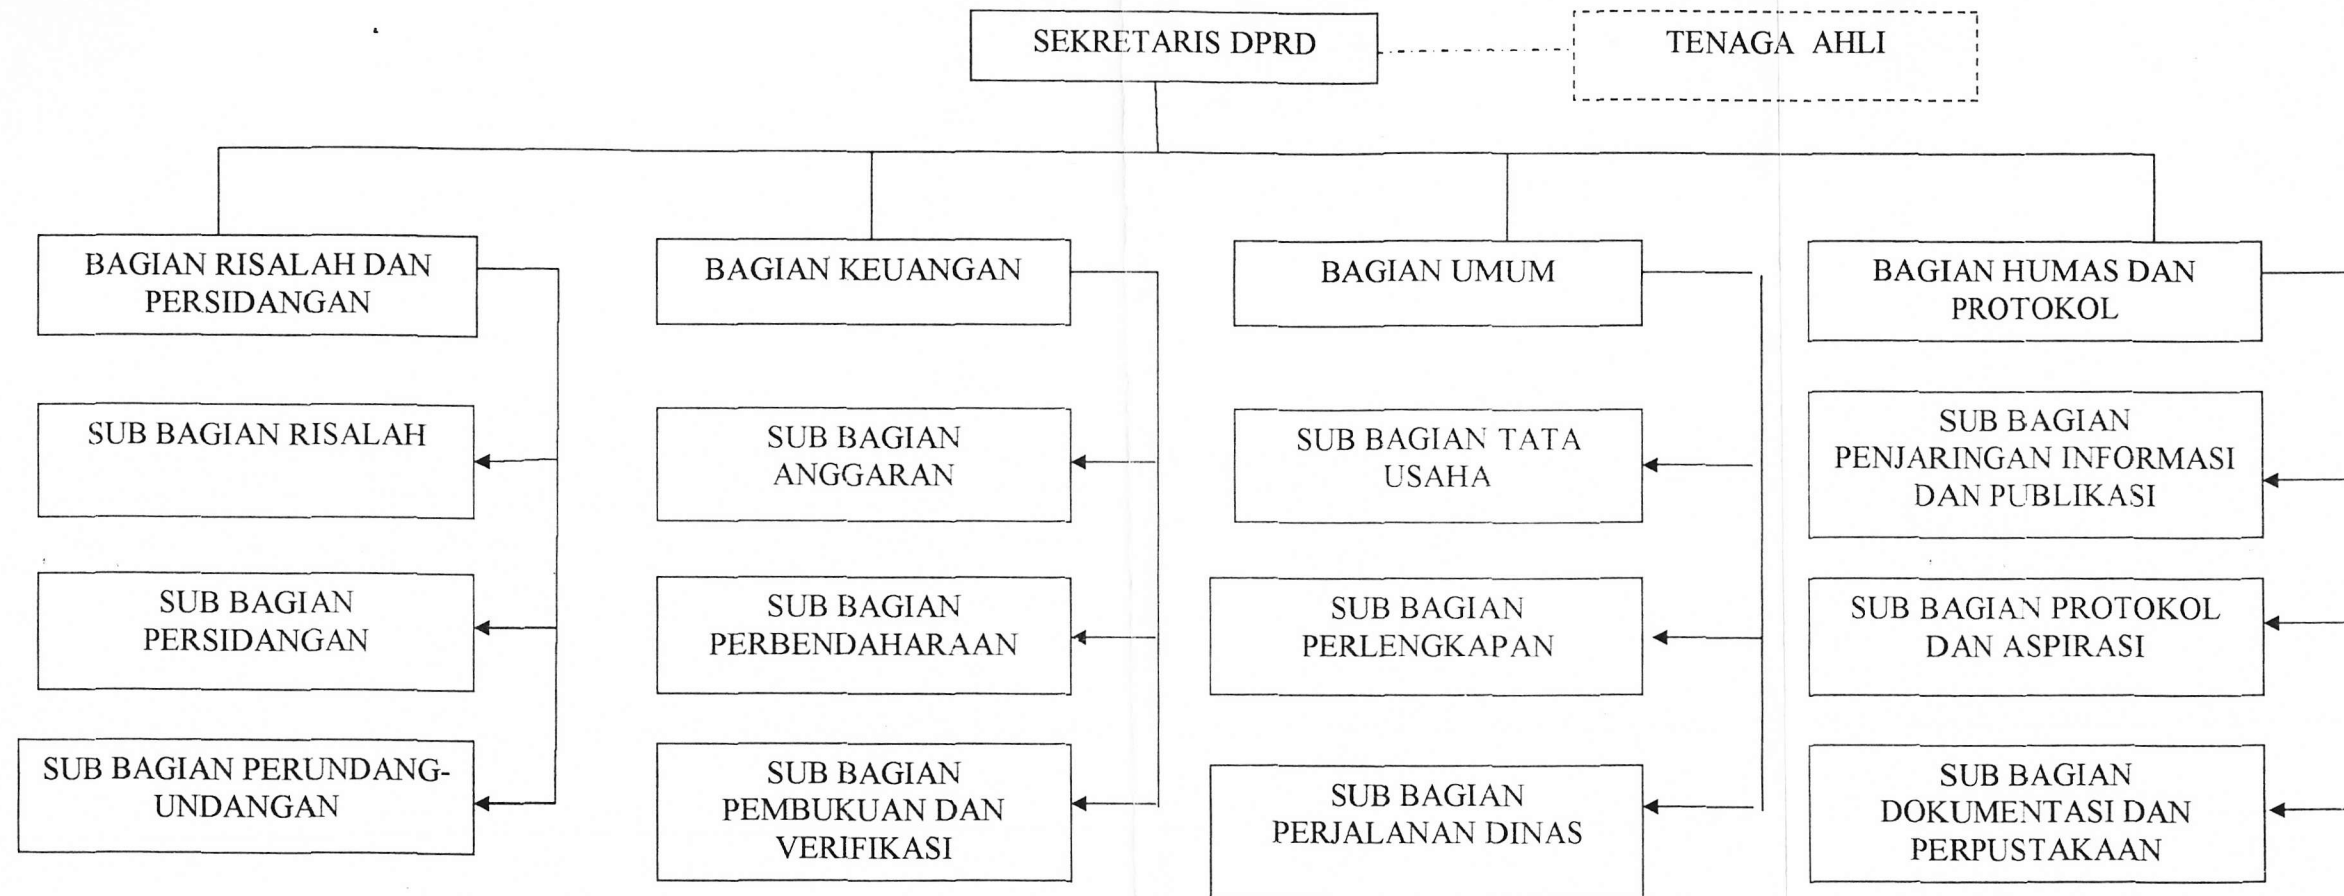 SEKRETARIS DPRD
TENAGA AHLI
BAGIAN RISALAH DAN
PERSIDANGAN
BAGIAN KEUANGAN
BAGIAN UMUM
BAGIAN HUMAS DAN
PROTOKOL
SUB BAGIAN RISALAH
SUB BAGIAN
ANGGARAN
SUB BAGIAN TATA
USAHA
SUB BAGIAN
PENJARINGAN INFORMASI
DAN PUBLIKASI
SUB BAGIAN
PERSIDANGAN
SUB BAGIAN
PERBENDAHARAAN
SUB BAGIAN
PERLENGKAPAN
SUB BAGIAN PROTOKOL
DAN ASPIRASI
SUB BAGIAN PERUNDANG-
UNDANGAN
SUB BAGIAN
PEMBUKUAN DAN
VERIFIKASI
SUB BAGIAN
PERJALANAN DINAS
SUB BAGIAN
DOKUMENTASI DAN
PERPUSTAKAAN